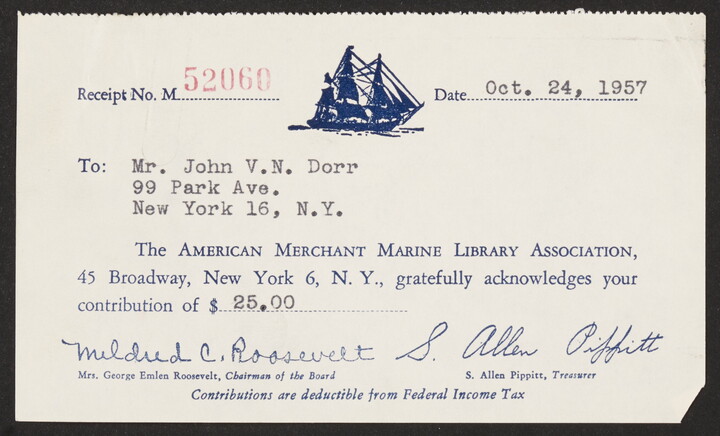 Receipt No. M 52060
Date Oct. 24, 1957
To: Mr. John V.N. Dorr
99 Park Ave.
New York 16, N.Y.
The AMERICAN MERCHANT MARINE LIBRARY ASSOCIATION,
45 Broadway, New York 6, N. Y., gratefully acknowledges your
contribution of $ 25.00
Mildred C. Roosevelt S. Allen Pippitt
Mrs. George Emlen Roosevelt, Chairman of the Board S. Allen Pippitt, Treasurer
Contributions are deductible from Federal Income Tax